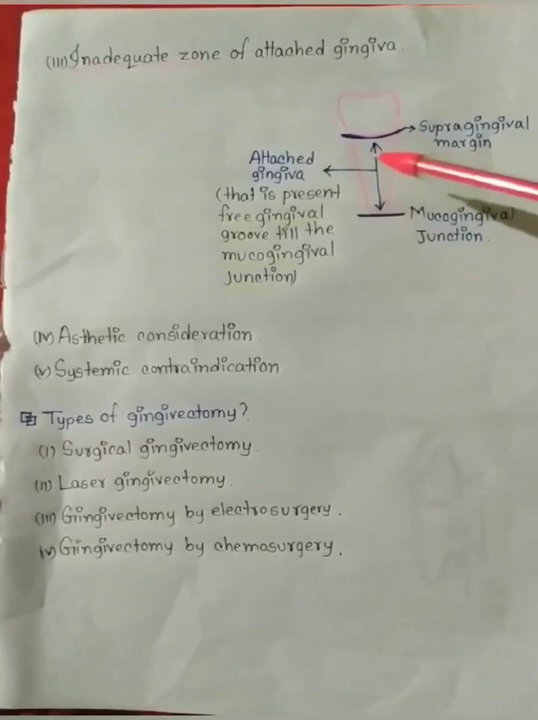 (III) Inadequate zone of attached gingiva.
Supragingival
margin
Attached
gingiva
(that is present
free gingival
groove till the
mucogingival
junction)
Mucogingival
Junction.
(IV) Asthetic consideration.
(V) Systemic contraindication.
Types of gingivectomy?
(I) Surgical gingivectomy.
(II) Laser gingivectomy.
(III) Giingivectomy by electrosurgery.
(IV) Giingivectomy by chemosurgery.